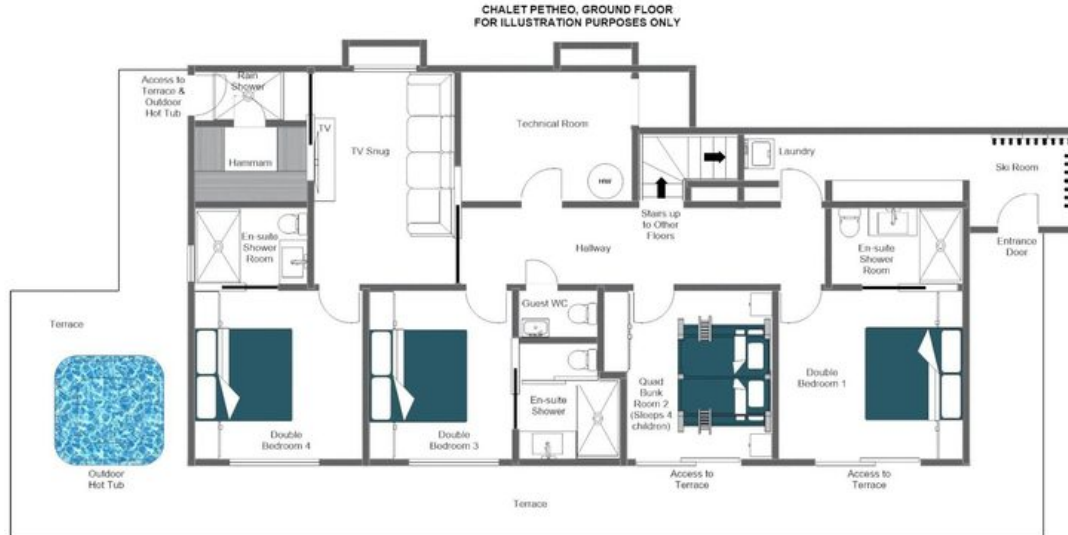 CHALET PETHEO, GROUND FLOOR
FOR ILLUSTRATION PURPOSES ONLY
Access to
Terrace &
Outdoor
Hot Tub
Rain
Shower
TV
Hammam
TV Snug
Technical Room
HW
Laundry
Ski Room
En-suite
Shower
Room
Hallway
Stairs up
to Other
Floors
En-suite
Shower
Room
Entrance
Door
Guest WC
Terrace
Outdoor
Hot Tub
Double
Bedroom 4
Double
Bedroom 3
En-suite
Shower
Quad
Bunk
Room 2
(Sleeps 4
children)
Double
Bedroom 1
Access to
Terrace
Access to
Terrace
Terrace